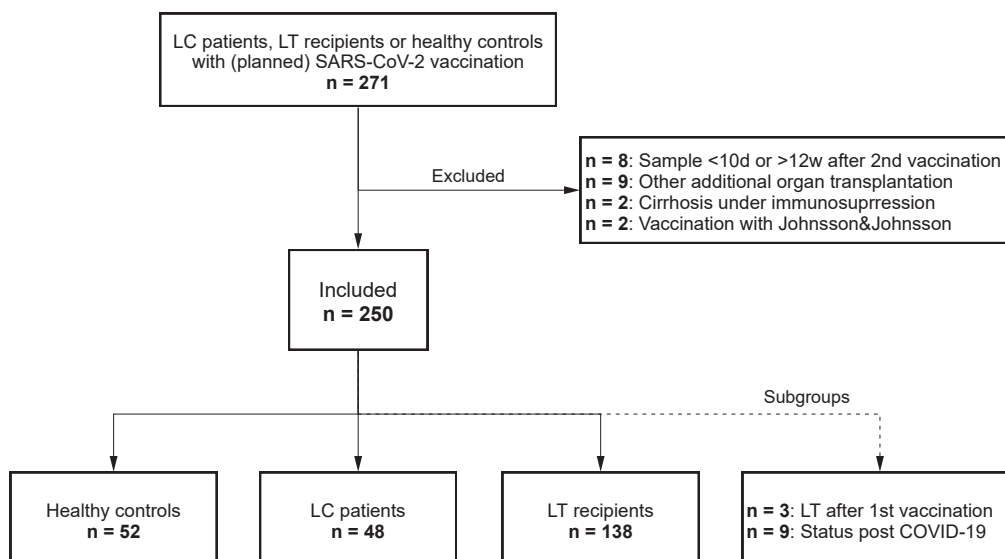 LC patients, LT recipients or healthy controls
with (planned) SARS-CoV-2 vaccination
n = 271
Excluded
n = 8: Sample <10d or >12w after 2nd vaccination
n = 9: Other additional organ transplantation
n = 2: Cirrhosis under immunosuprression
n = 2: Vaccination with Johnsson&Johnsson
Included
n = 250
Subgroups
Healthy controls
n = 52
LC patients
n = 48
LT recipients
n = 138
n = 3: LT after 1st vaccination
n = 9: Status post COVID-19